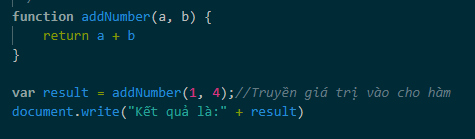 function addNumber(a, b) {
    return a + b
}
var result = addNumber(1, 4);//Truyền giá trị vào cho hàm
document.write("Kết quả là:" + result)